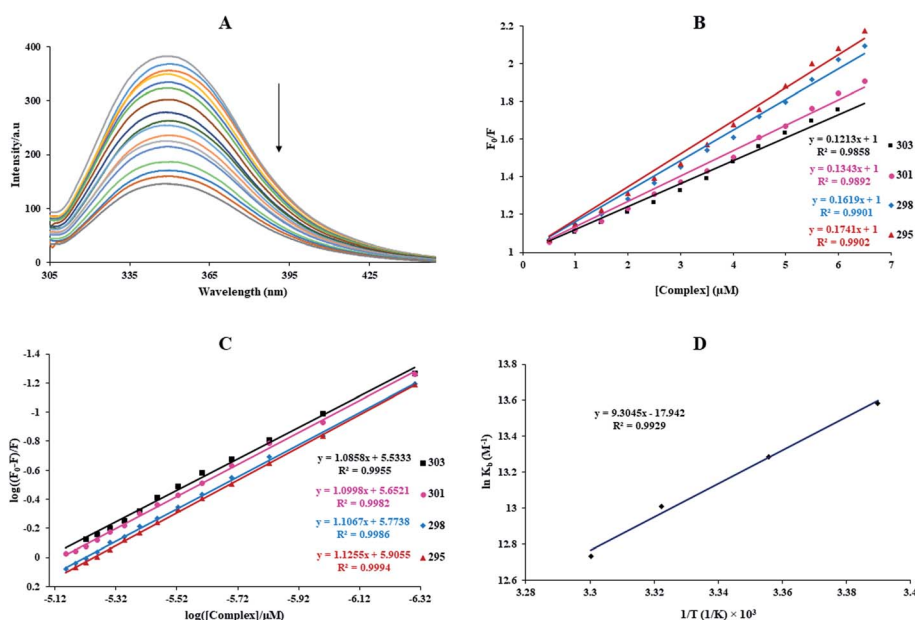 A
400
300
200
100
0
305
335
365
395
425
Intensity/a.u
Wavelength (nm)
B
2.2
2
1.8
1.6
1.4
1.2
1
0
1
2
3
4
5
6
7
F₀/F
[Complex] (μM)
y = 0.1213x + 1
R² = 0.9858
303
y = 0.1343x + 1
R² = 0.9892
301
y = 0.1619x + 1
R² = 0.9901
298
y = 0.1741x + 1
R² = 0.9902
295
C
-1.4
-1.2
-1
-0.8
-0.6
-0.4
-0.2
0
0.2
-5.12
-5.32
-5.52
-5.72
-5.92
-6.12
-6.32
log((F₀-F)/F)
log([Complex]/μM)
y = 1.0858x + 5.5333
R² = 0.9955
303
y = 1.0998x + 5.6521
R² = 0.9982
301
y = 1.1067x + 5.7738
R² = 0.9986
298
y = 1.1255x + 5.9055
R² = 0.9994
295
D
13.8
13.6
13.4
13.2
13
12.8
12.6
3.28
3.3
3.32
3.34
3.36
3.38
3.4
ln K_b (M⁻¹)
1/T (1/K) × 10³
y = 9.3045x - 17.942
R² = 0.9929